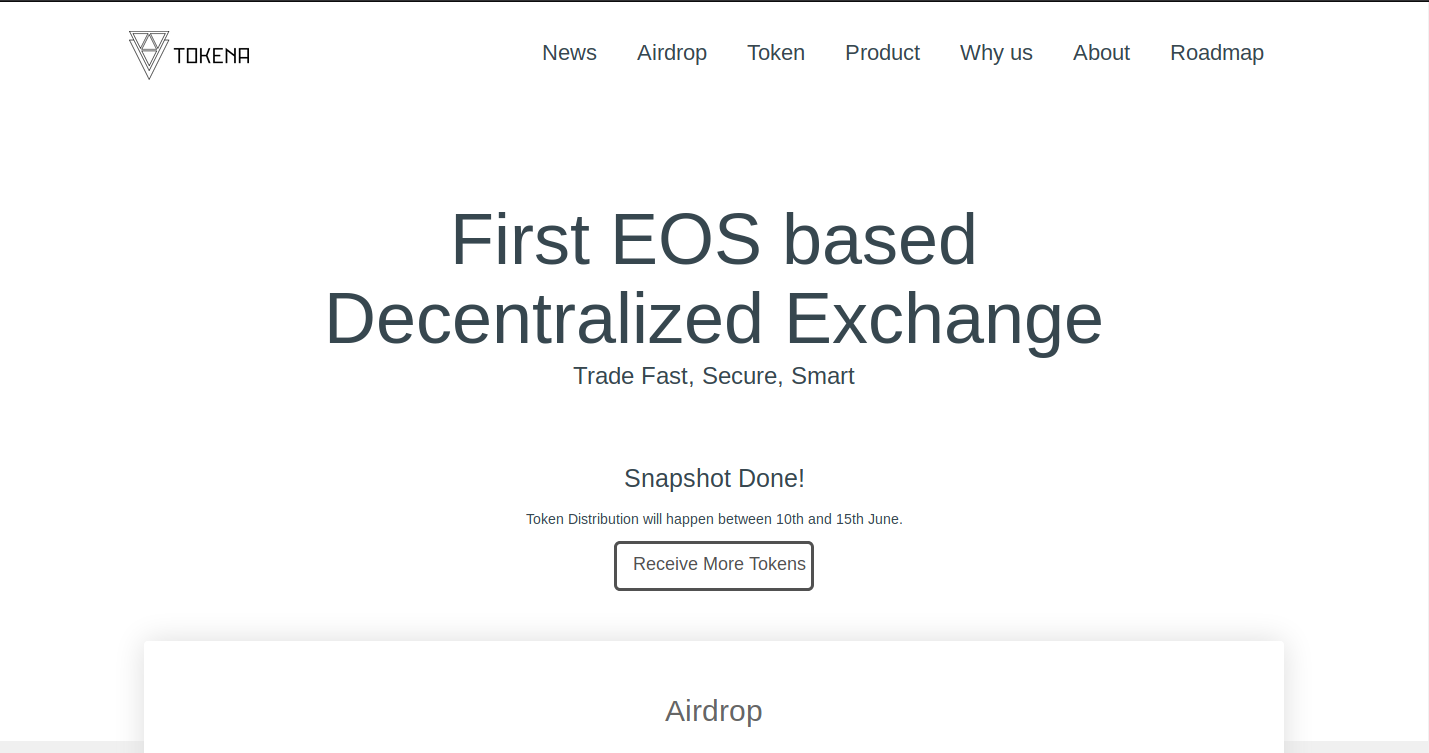 TOKENA
News Airdrop Token Product Why us About Roadmap
First EOS based
Decentralized Exchange
Trade Fast, Secure, Smart
Snapshot Done!
Token Distribution will happen between 10th and 15th June.
Receive More Tokens
Airdrop